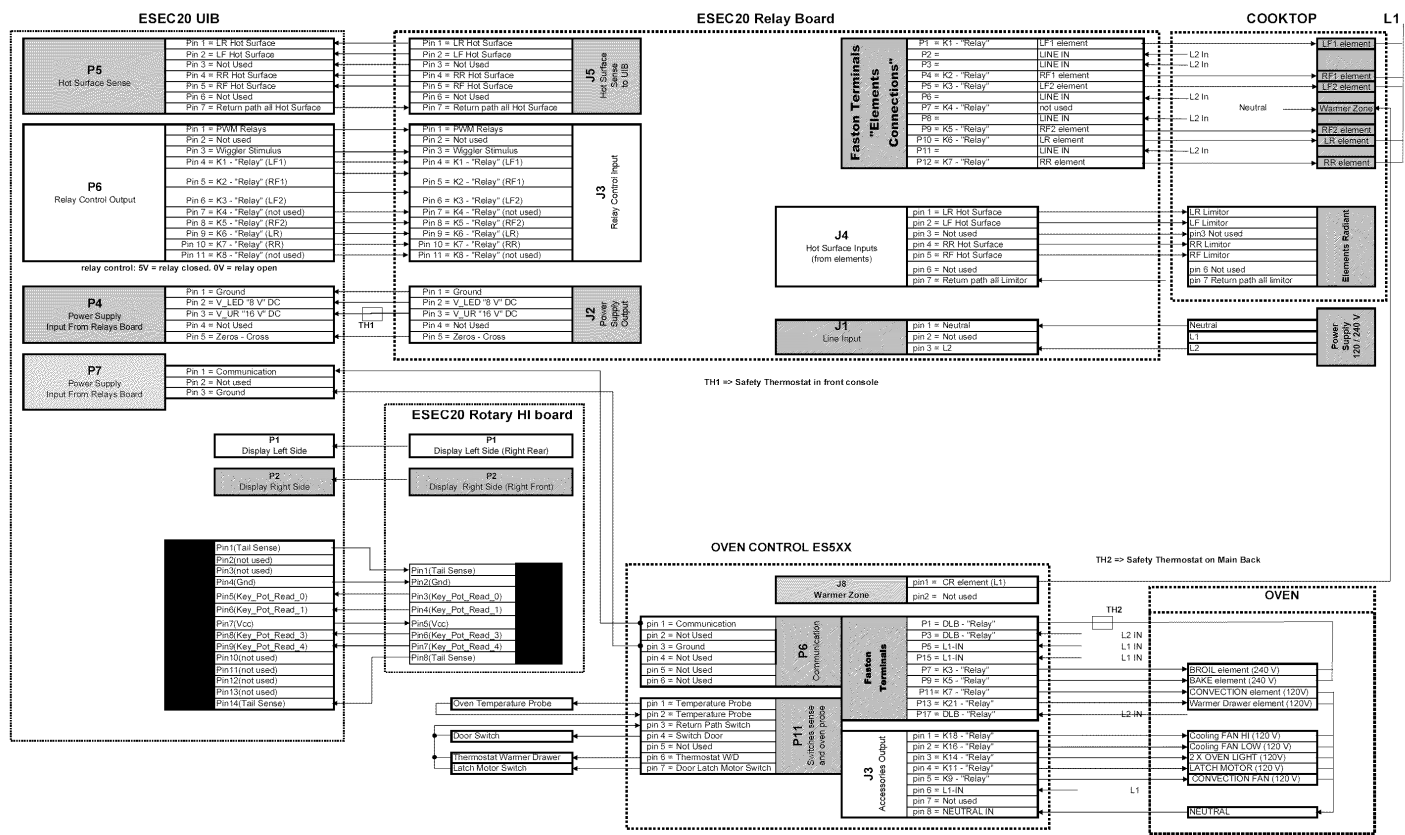 ESEC20 UIB
ESEC20 Relay Board
COOKTOP
L1
P5
Hot Surface Sense
Pin 1 = LR Hot Surface
Pin 2 = LF Hot Surface
Pin 3 = Not Used
Pin 4 = RR Hot Surface
Pin 5 = RF Hot Surface
Pin 6 = Not Used
Pin 7 = Return path all Hot Surface
Pin 1 = LR Hot Surface
Pin 2 = LF Hot Surface
Pin 3 = Not Used
Pin 4 = RR Hot Surface
Pin 5 = RF Hot Surface
Pin 6 = Not Used
Pin 7 = Return path all Hot Surface
J5
Hot Surface
Sense
to UIB
P6
Relay Control Output
Pin 1 = PWM Relays
Pin 2 = Not used
Pin 3 = Wiggler Stimulus
Pin 4 = K1 - "Relay" (LF1)
Pin 5 = K2 - "Relay" (RF1)
Pin 6 = K3 - "Relay" (LF2)
Pin 7 = K4 - "Relay" (not used)
Pin 8 = K5 - "Relay" (RF2)
Pin 9 = K6 - "Relay" (LR)
Pin 10 = K7 - "Relay" (RR)
Pin 11 = K8 - "Relay" (not used)
relay control: 5V = relay closed. 0V = relay open
Pin 1 = PWM Relays
Pin 2 = Not used
Pin 3 = Wiggler Stimulus
Pin 4 = K1 - "Relay" (LF1)
Pin 5 = K2 - "Relay" (RF1)
Pin 6 = K3 - "Relay" (LF2)
Pin 7 = K4 - "Relay" (not used)
Pin 8 = K5 - "Relay" (RF2)
Pin 9 = K6 - "Relay" (LR)
Pin 10 = K7 - "Relay" (RR)
Pin 11 = K8 - "Relay" (not used)
J3
Relay Control Input
P4
Power Supply
Input From Relays Board
Pin 1 = Ground
Pin 2 = V_LED "8 V" DC
Pin 3 = V_UR "16 V" DC
Pin 4 = Not Used
Pin 5 = Zeros - Cross
TH1
Pin 1 = Ground
Pin 2 = V_LED "8 V" DC
Pin 3 = V_UR "16 V" DC
Pin 4 = Not Used
Pin 5 = Zeros - Cross
J2
Power
Supply
Output
P7
Power Supply
Input From Relays Board
Pin 1 = Communication
Pin 2 = Not used
Pin 3 = Ground
Faston Terminals
"Elements
Connections"
P1 = K1 - "Relay" LF1 element
P2 = LINE IN
P3 = LINE IN
P4 = K2 - "Relay" RF1 element
P5 = K3 - "Relay" LF2 element
P6 = LINE IN
P7 = K4 - "Relay" not used
P8 = LINE IN
P9 = K5 - "Relay" RF2 element
P10 = K6 - "Relay" LR element
P11 = LINE IN
P12 = K7 - "Relay" RR element
L2 In
L2 In
L2 In
Neutral
L2 In
L2 In
LF1 element
RF1 element
LF2 element
Warmer Zone
RF2 element
LR element
RR element
J4
Hot Surface Inputs
(from elements)
pin 1 = LR Hot Surface
pin 2 = LF Hot Surface
pin 3 = Not used
pin 4 = RR Hot Surface
pin 5 = RF Hot Surface
pin 6 = Not used
pin 7 = Return path all Limitor
LR Limitor
LF Limitor
pin3 Not used
RR Limitor
RF Limitor
pin 6 Not used
pin 7 Return path all limitor
Elements Radiant
J1
Line Input
pin 1 = Neutral
pin 2 = Not used
pin 3 = L2
Neutral
L1
L2
Power
Supply
120 / 240 V
TH1 => Safety Thermostat in front console
ESEC20 Rotary HI board
P1
Display Left Side
P1
Display Left Side (Right Rear)
P2
Display Right Side
P2
Display Right Side (Right Front)
Pin1(Tail Sense)
Pin2(not used)
Pin3(not used)
Pin4(Gnd)
Pin5(Key_Pot_Read_0)
Pin6(Key_Pot_Read_1)
Pin7(Vcc)
Pin8(Key_Pot_Read_3)
Pin9(Key_Pot_Read_4)
Pin10(not used)
Pin11(not used)
Pin12(not used)
Pin13(not used)
Pin14(Tail Sense)
Pin1(Tail Sense)
Pin2(Gnd)
Pin3(Key_Pot_Read_0)
Pin4(Key_Pot_Read_1)
Pin5(Vcc)
Pin6(Key_Pot_Read_3)
Pin7(Key_Pot_Read_4)
Pin8(Tail Sense)
OVEN CONTROL ES5XX
TH2 => Safety Thermostat on Main Back
J8
Warmer Zone
pin1 = CR element (L1)
pin2 = Not used
OVEN
TH2
pin 1 = Communication
pin 2 = Not Used
pin 3 = Ground
pin 4 = Not Used
pin 5 = Not Used
pin 6 = Not Used
P6
Communication
Faston
Terminals
P1 = DLB - "Relay"
P3 = DLB - "Relay"
P5 = L1-IN
P15 = L1-IN
P7 = K3 - "Relay"
P9 = K5 - "Relay"
P11= K7 - "Relay"
P13 = K21 - "Relay"
P17 = DLB - "Relay"
L2 IN
L1 IN
L1 IN
L2 IN
BROIL element (240 V)
BAKE element (240 V)
CONVECTION element (120V)
Warmer Drawer element (120V)
Oven Temperature Probe
Door Switch
Thermostat Warmer Drawer
Latch Motor Switch
pin 1 = Temperature Probe
pin 2 = Temperature Probe
pin 3 = Return Path Switch
pin 4 = Switch Door
pin 5 = Not Used
pin 6 = Thermostat W/D
pin 7 = Door Latch Motor Switch
P11
Switches sense
and oven probe
J3
Accessories Output
pin 1 = K18 - "Relay"
pin 2 = K16 - "Relay"
pin 3 = K14 - "Relay"
pin 4 = K11 - "Relay"
pin 5 = K9 - "Relay"
pin 6 = L1-IN
pin 7 = Not used
pin 8 = NEUTRAL IN
L1
Cooling FAN HI (120 V)
Cooling FAN LOW (120 V)
2 X OVEN LIGHT (120V)
LATCH MOTOR (120 V)
CONVECTION FAN (120 V)
NEUTRAL